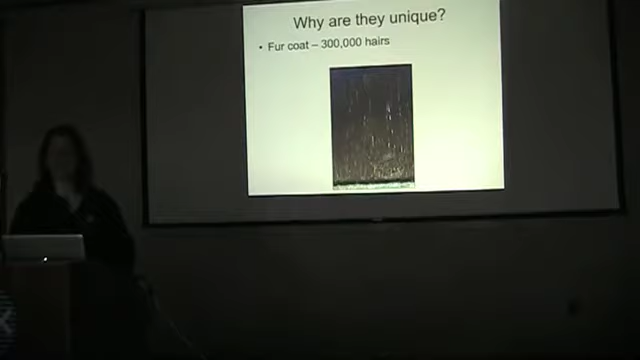 Why are they unique?
• Fur coat – 300,000 hairs